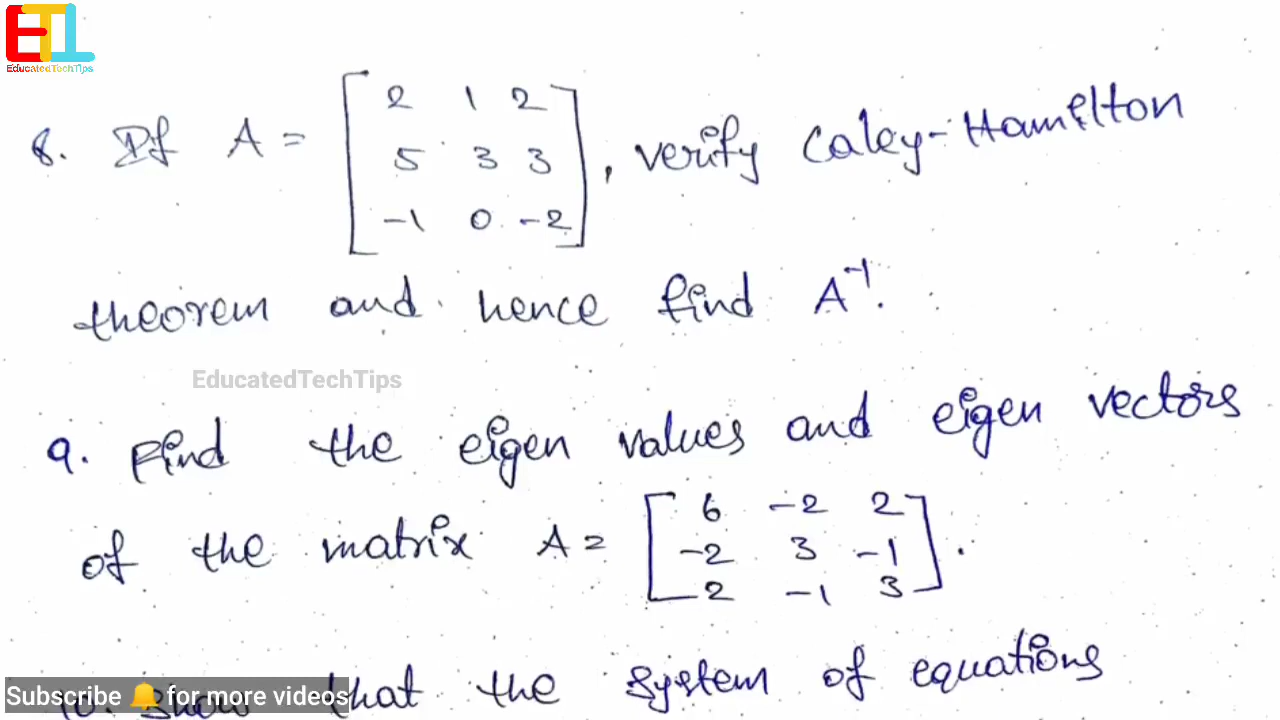 ETL
EducatedTechTips
8. If A = [2 1 2
5 3 3
-1 0 -2], verify Caley-Hamilton
theorem and hence find A⁻¹.
EducatedTechTips
9. Find the eigen values and eigen vectors
of the matrix A = [6 -2 2
-2 3 -1
2 -1 3].
10. Show that the system of equations
Subscribe 🔔 for more videos